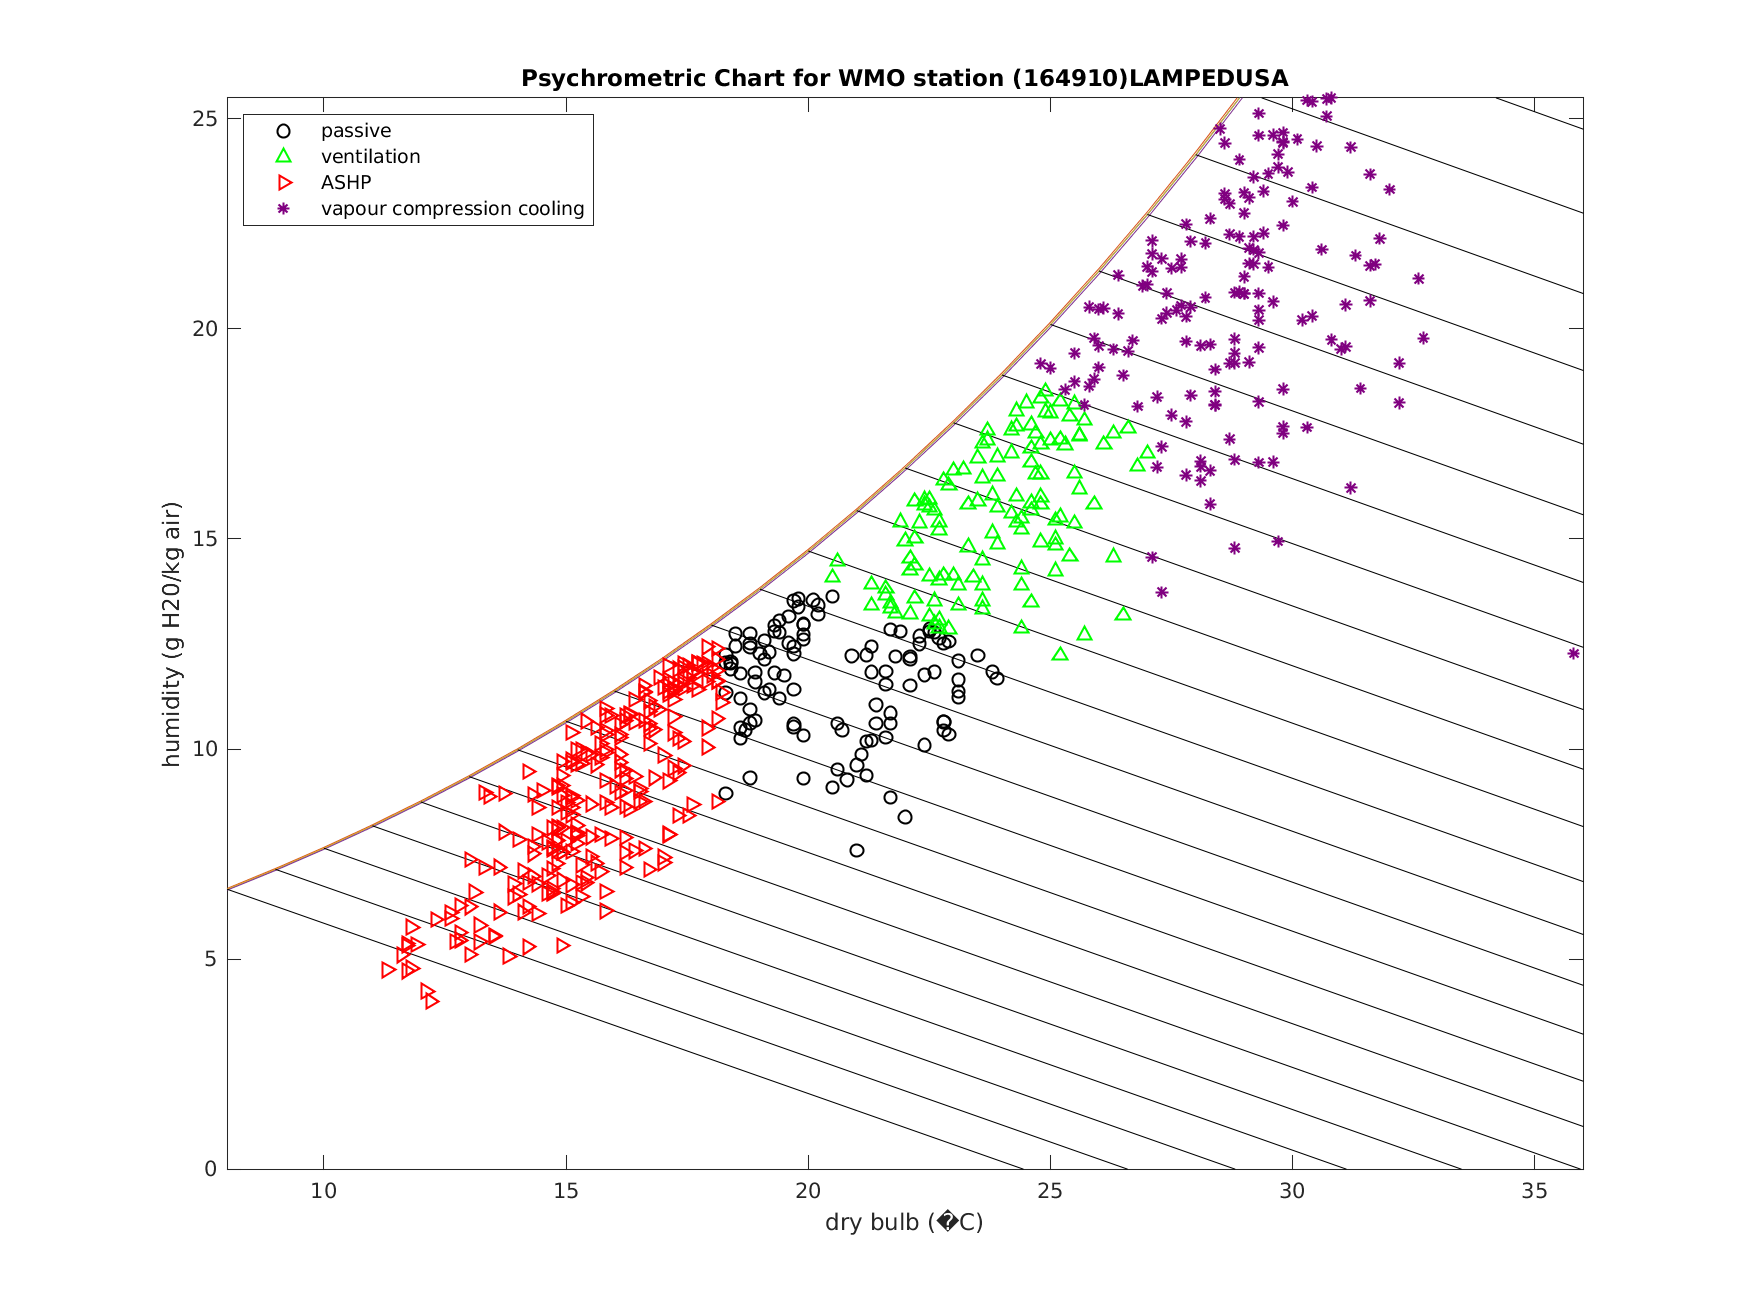 Psychrometric Chart for WMO station (164910)LAMPEDUSA
passive
ventilation
ASHP
vapour compression cooling
humidity (g H20/kg air)
25
20
15
10
5
0
10 15 20 25 30 35
dry bulb (�C)